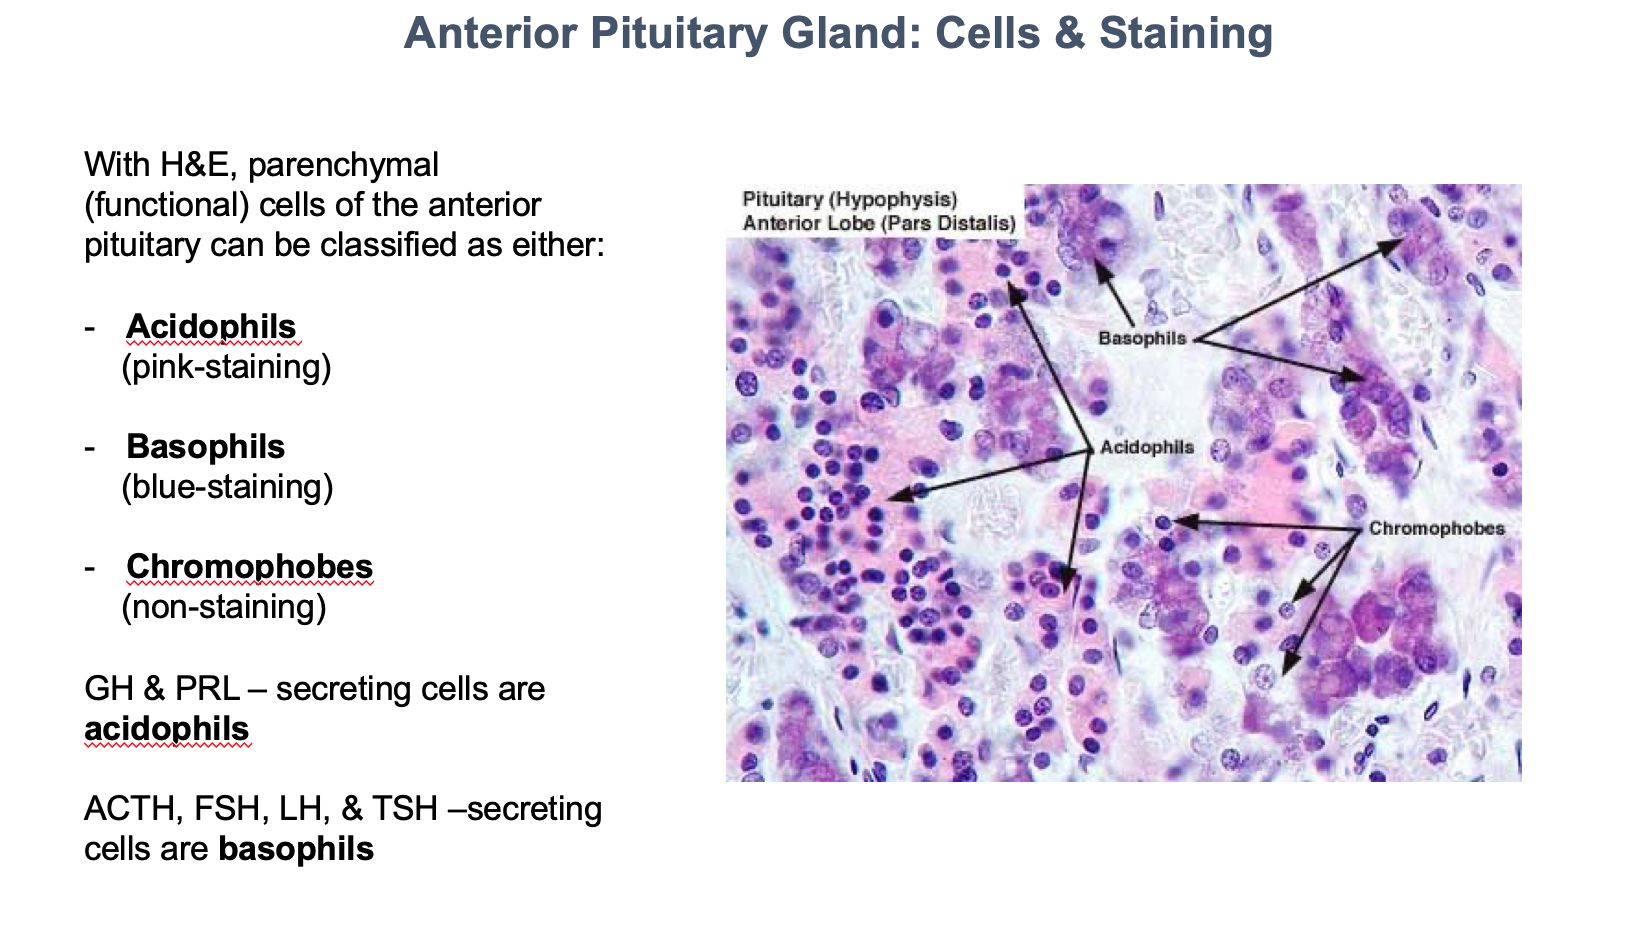 Anterior Pituitary Gland: Cells & Staining
With H&E, parenchymal
(functional) cells of the anterior
pituitary can be classified as either:
- Acidophils
(pink-staining)
- Basophils
(blue-staining)
- Chromophobes
(non-staining)
GH & PRL – secreting cells are
acidophils
ACTH, FSH, LH, & TSH –secreting
cells are basophils
Pituitary (Hypophysis)
Anterior Lobe (Pars Distalis)
Basophils
Acidophils
Chromophobes